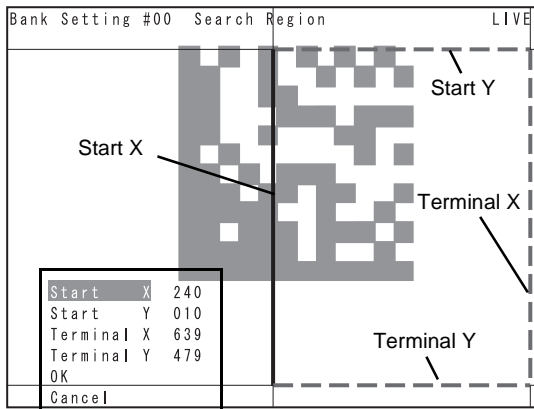 Bank Setting #00 Search Region LIVE
Start Y
Start X
Terminal X
Start X 240
Start Y 010
Terminal X 639
Terminal Y 479
OK
Cancel
Terminal Y